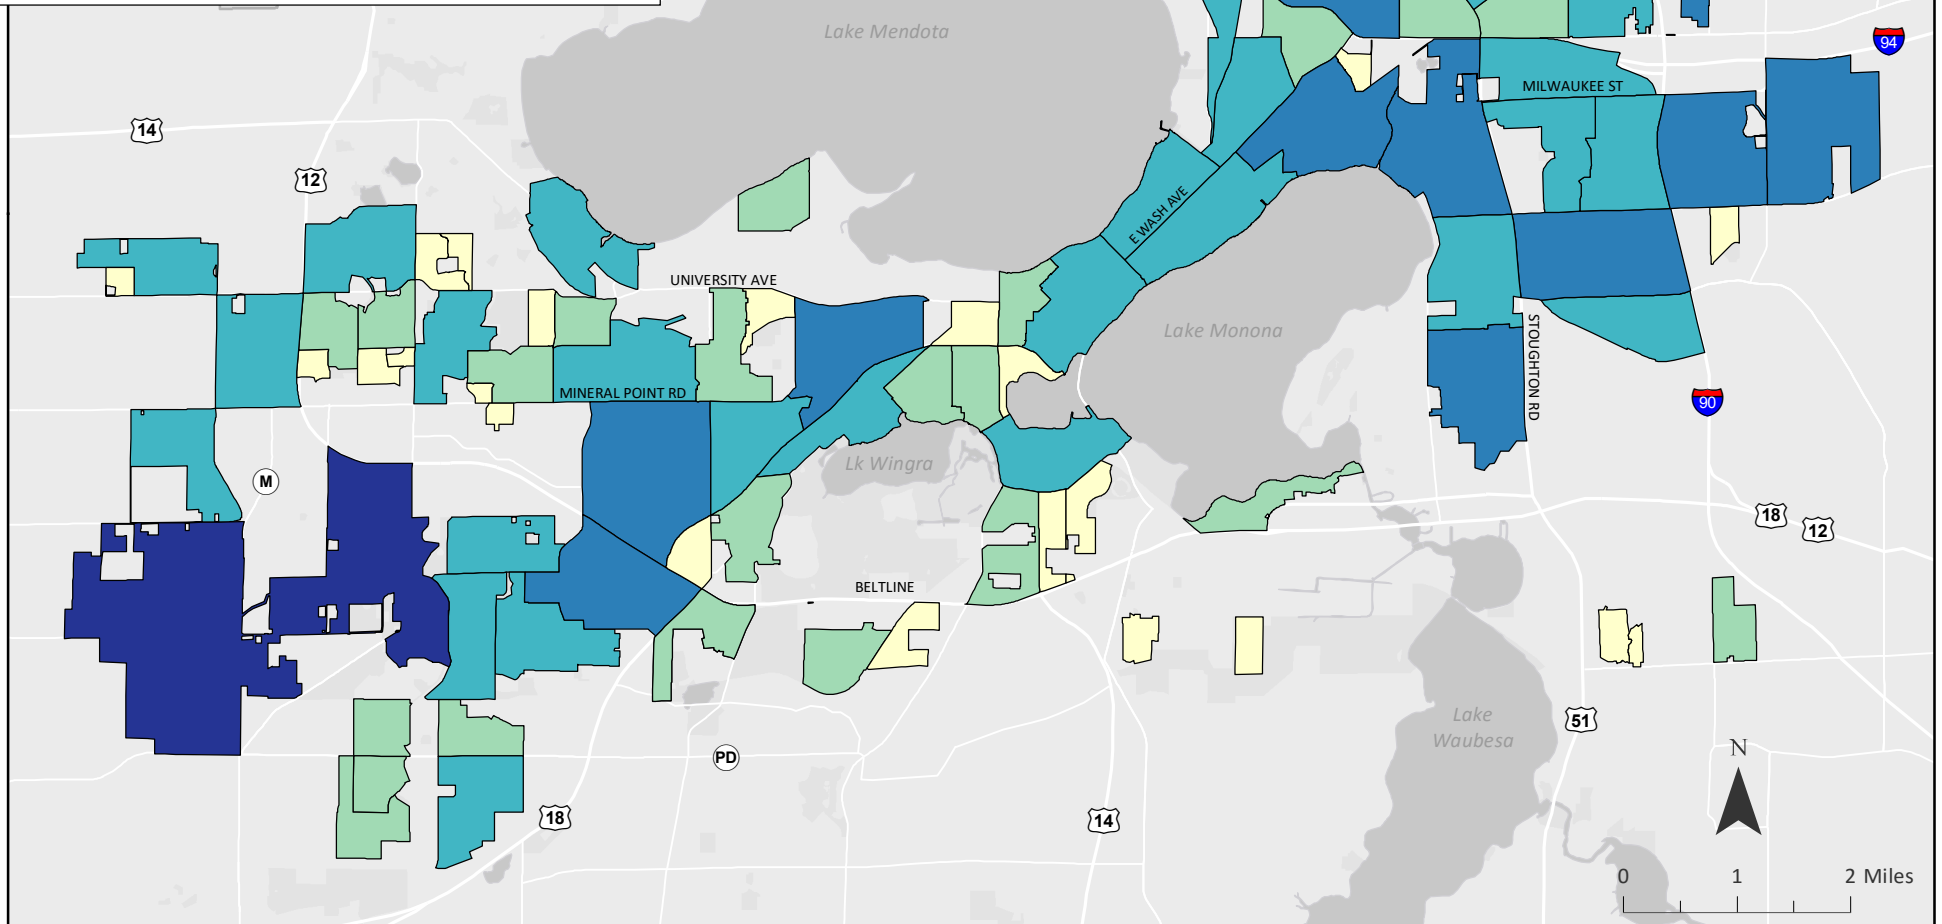 Lake Mendota
94
MILWAUKEE ST
14
12
E WASH AVE
UNIVERSITY AVE
Lake Monona
STOUGHTON RD
MINERAL POINT RD
90
Lk Wingra
M
18
12
BELTLINE
Lake
Waubesa
51
N
PD
18
14
0 1 2 Miles